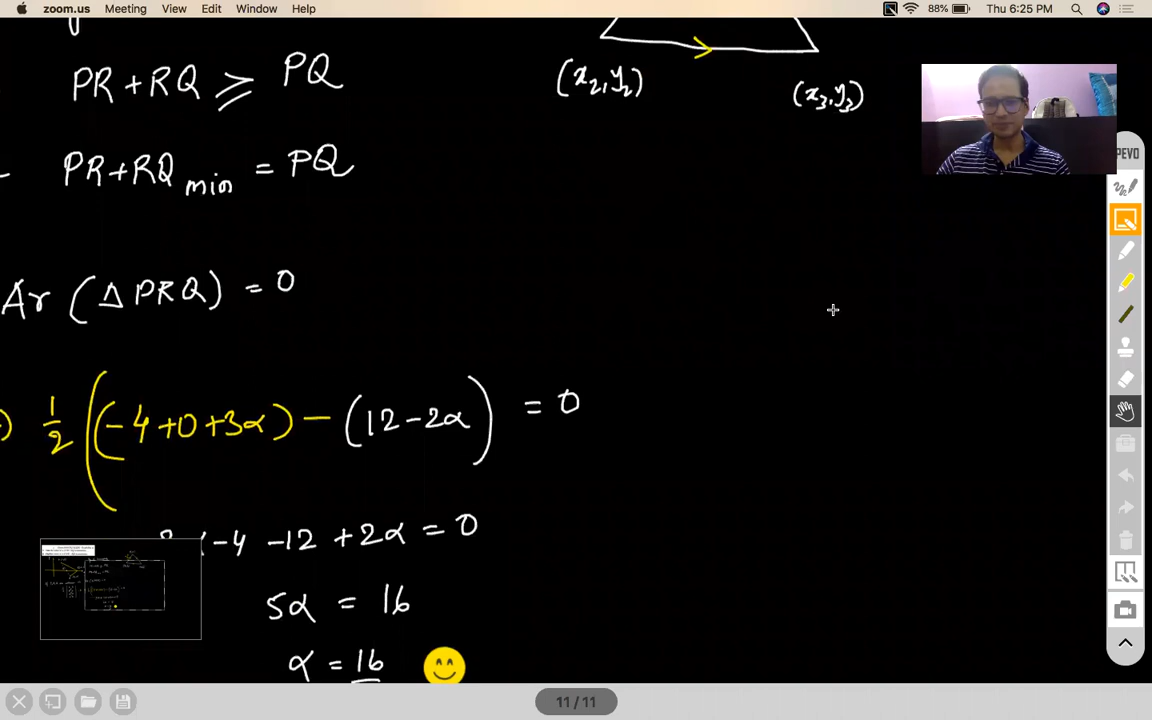 zoom.us Meeting View Edit Window Help 88% Thu 6:25 PM
PR+RQ ⩾ PQ
(x₂,y₂)
(x₃,y₃)
PR+RQ min = PQ
Ar (Δ PRQ) = 0
1/2 ((-4+0+3α) - (12-2α)) = 0
-4 -12 +2α = 0
5α = 16
α = 16
11 / 11